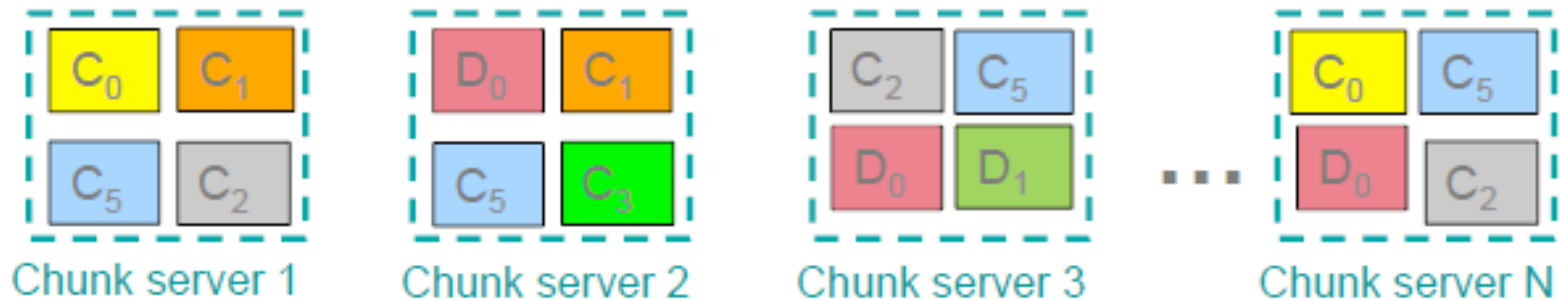 C₀ C₁ D₀ C₁ C₂ C₅ C₀ C₅
C₅ C₂ C₅ C₃ D₀ D₁ ... D₀ C₂
Chunk server 1 Chunk server 2 Chunk server 3 Chunk server N